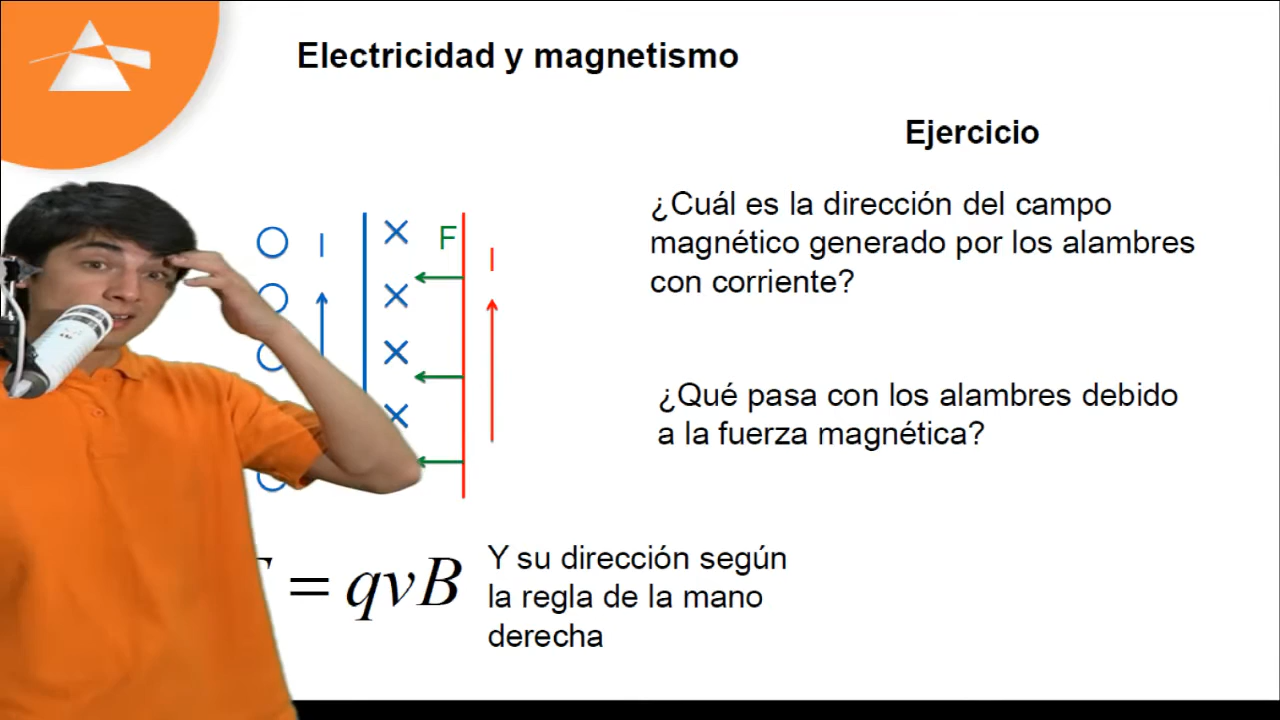 Electricidad y magnetismo
Ejercicio
¿Cuál es la dirección del campo
magnético generado por los alambres
con corriente?
I
F
I
¿Qué pasa con los alambres debido
a la fuerza magnética?
= qvB
Y su dirección según
la regla de la mano
derecha